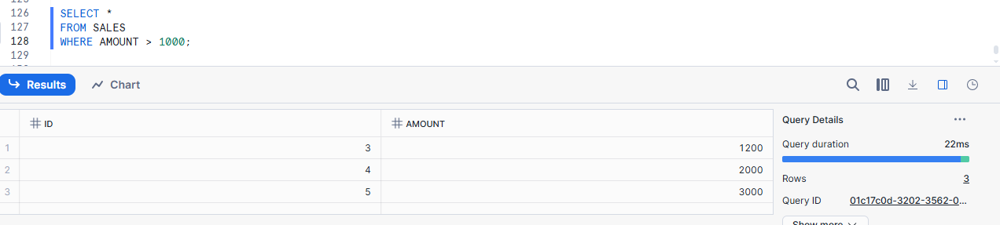 126 SELECT *
127 FROM SALES
128 WHERE AMOUNT > 1000;
129
Results Chart
ID AMOUNT
1 3 1200
2 4 2000
3 5 3000
Query Details ...
Query duration 22ms
Rows 3
Query ID 01c17c0d-3202-3562-0...
Show more